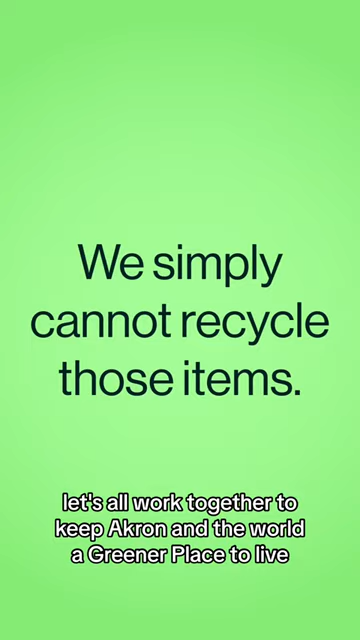 We simply
cannot recycle
those items.
let's all work together to
keep Akron and the world
a Greener Place to live